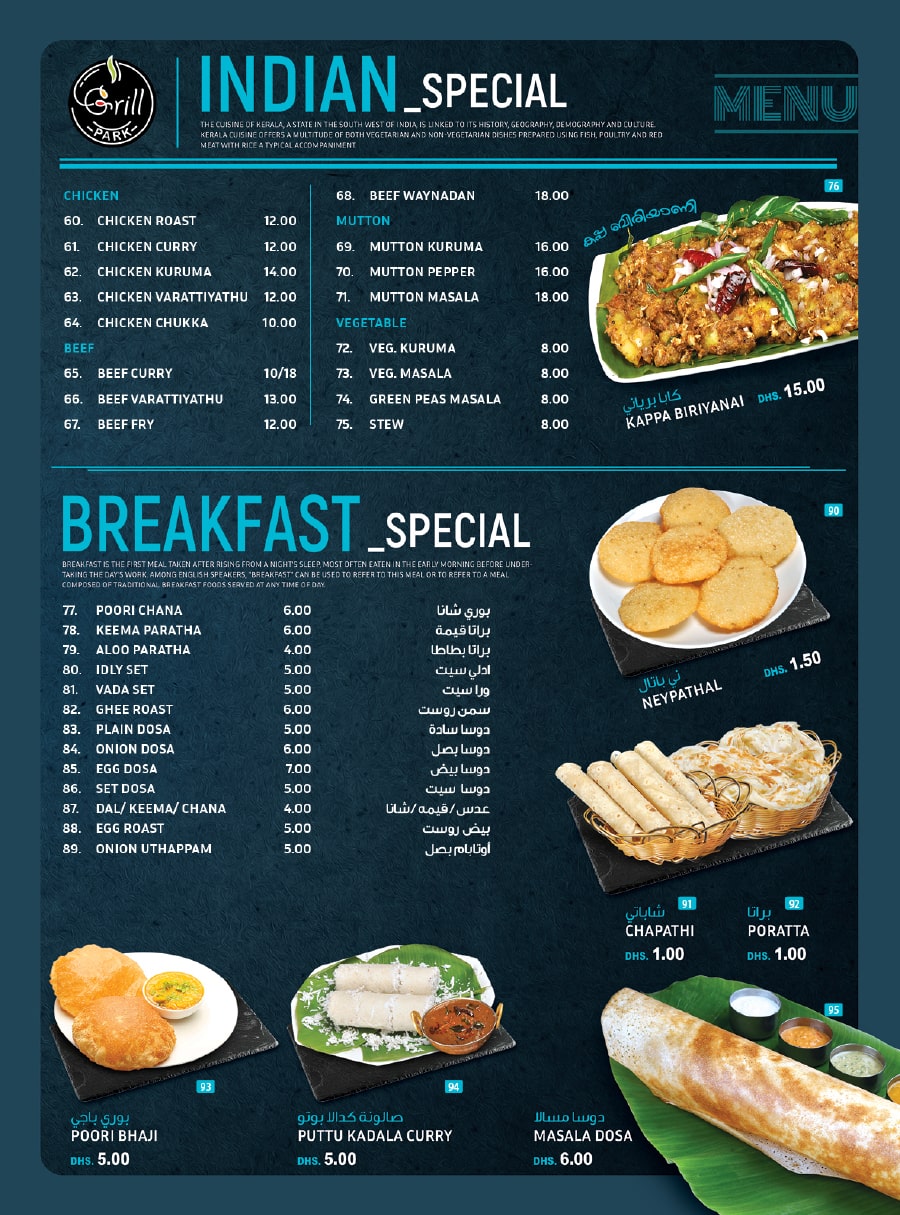 Grill
PARK
INDIAN _SPECIAL
MENU
THE CUISINE OF KERALA, A STATE IN THE SOUTH WEST OF INDIA, IS LINKED TO ITS HISTORY, GEOGRAPHY, DEMOGRAPHY AND CULTURE.
KERALA CUISINE OFFERS A MULTITUDE OF BOTH VEGETARIAN AND NON-VEGETARIAN DISHES PREPARED USING FISH, POULTRY AND RED
MEAT WITH RICE A TYPICAL ACCOMPANIMENT
CHICKEN
60. CHICKEN ROAST 12.00
61. CHICKEN CURRY 12.00
62. CHICKEN KURUMA 14.00
63. CHICKEN VARATTIYATHU 12.00
64. CHICKEN CHUKKA 10.00
BEEF
65. BEEF CURRY 10/18
66. BEEF VARATTIYATHU 13.00
67. BEEF FRY 12.00
68. BEEF WAYNADAN 18.00
MUTTON
69. MUTTON KURUMA 16.00
70. MUTTON PEPPER 16.00
71. MUTTON MASALA 18.00
VEGETABLE
72. VEG. KURUMA 8.00
73. VEG. MASALA 8.00
74. GREEN PEAS MASALA 8.00
75. STEW 8.00
76
കപ്പ ബിരിയാണി
كابا برياني
KAPPA BIRIYANAI DHS. 15.00
BREAKFAST _SPECIAL
BREAKFAST IS THE FIRST MEAL TAKEN AFTER RISING FROM A NIGHT'S SLEEP, MOST OFTEN EATEN IN THE EARLY MORNING BEFORE UNDER-
TAKING THE DAY'S WORK. AMONG ENGLISH SPEAKERS, "BREAKFAST" CAN BE USED TO REFER TO THIS MEAL OR TO REFER TO A MEAL
COMPOSED OF TRADITIONAL BREAKFAST FOODS SERVED AT ANY TIME OF DAY.
77. POORI CHANA 6.00 بوري شانا
78. KEEMA PARATHA 6.00 براتا قيمة
79. ALOO PARATHA 4.00 براتا بطاطا
80. IDLY SET 5.00 ادلي سيت
81. VADA SET 5.00 ورا سيت
82. GHEE ROAST 6.00 سمن روست
83. PLAIN DOSA 5.00 دوسا سادة
84. ONION DOSA 6.00 دوسا بصل
85. EGG DOSA 7.00 دوسا بيض
86. SET DOSA 5.00 دوسا سيت
87. DAL/ KEEMA/ CHANA 4.00 عدس/قيمه/شانا
88. EGG ROAST 5.00 بيض روست
89. ONION UTHAPPAM 5.00 أوتابام بصل
90
ني باتال
NEYPATHAL DHS. 1.50
91
شاباتي
CHAPATHI
DHS. 1.00
92
براتا
PORATTA
DHS. 1.00
93
بوري باجي
POORI BHAJI
DHS. 5.00
94
صالونة كدالا بوتو
PUTTU KADALA CURRY
DHS. 5.00
95
دوسا مسالا
MASALA DOSA
DHS. 6.00